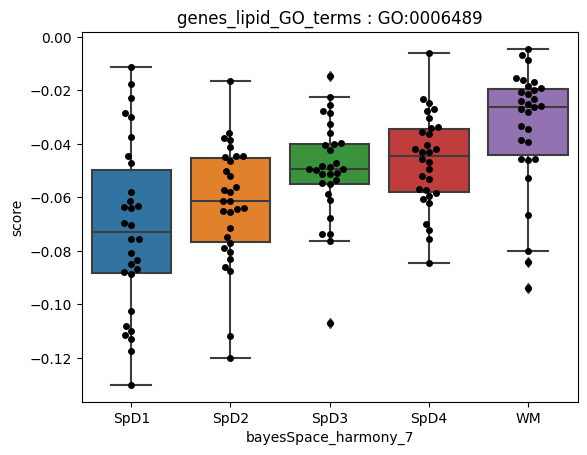 genes_lipid_GO_terms : GO:0006489
score
0.00
−0.02
−0.04
−0.06
−0.08
−0.10
−0.12
SpD1 SpD2 SpD3 SpD4 WM
bayesSpace_harmony_7